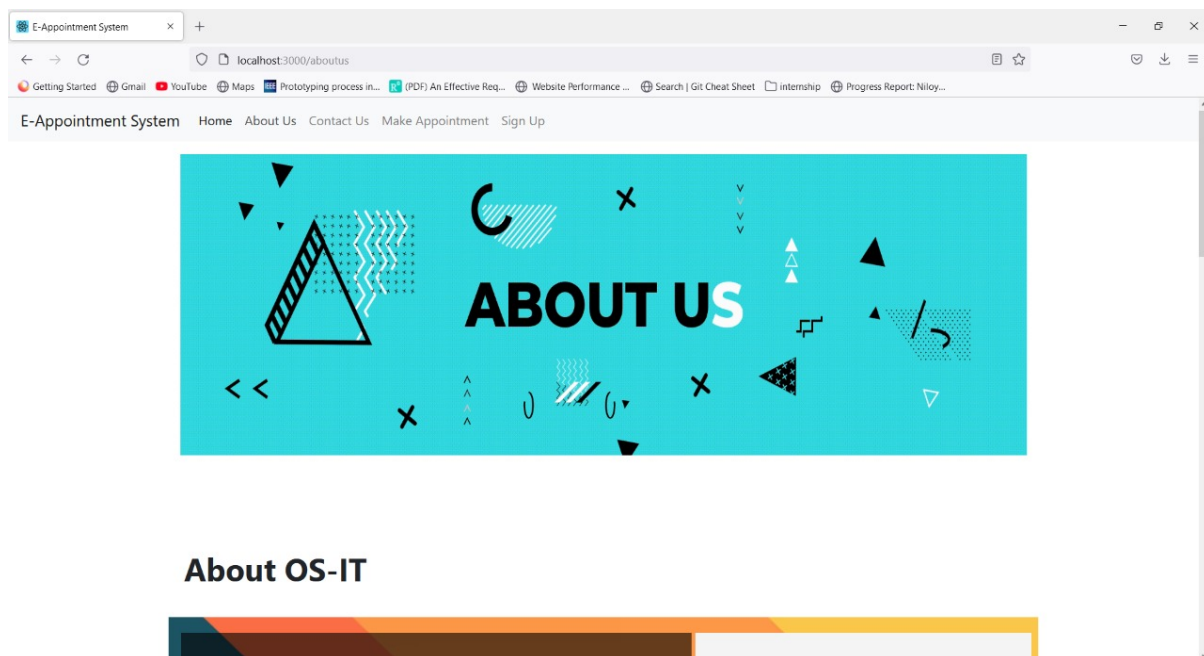 E-Appointment System
localhost:3000/aboutus
Getting Started Gmail YouTube Maps Prototyping process in... (PDF) An Effective Req... Website Performance ... Search | Git Cheat Sheet internship Progress Report: Niloy...
E-Appointment System Home About Us Contact Us Make Appointment Sign Up
ABOUT US
About OS-IT